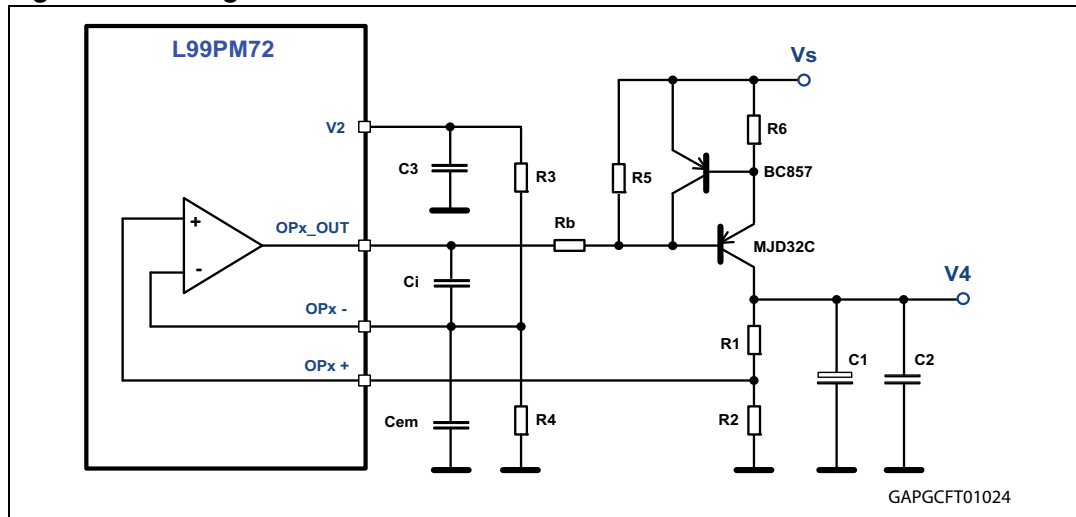 L99PM72
Vs
V2
R6
C3
R3
R5
BC857
Rb
OPx_OUT
+
-
MJD32C
V4
Ci
OPx -
R1
C1
C2
OPx +
Cem
R4
R2
GAPGCFT01024